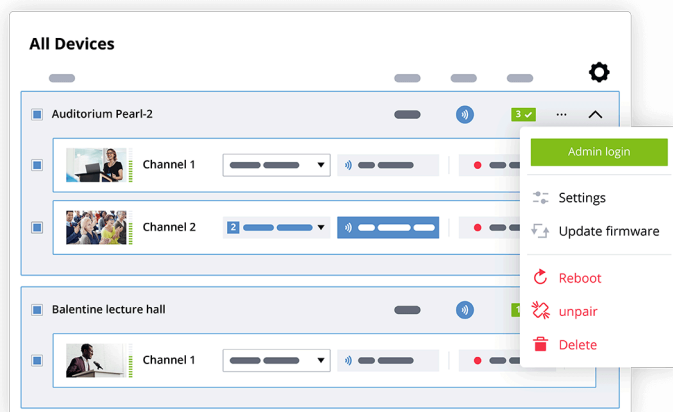 All Devices
Auditorium Pearl-2
3
Admin login
Channel 1
Settings
Channel 2
2
Update firmware
Reboot
Balentine lecture hall
unpair
Channel 1
Delete